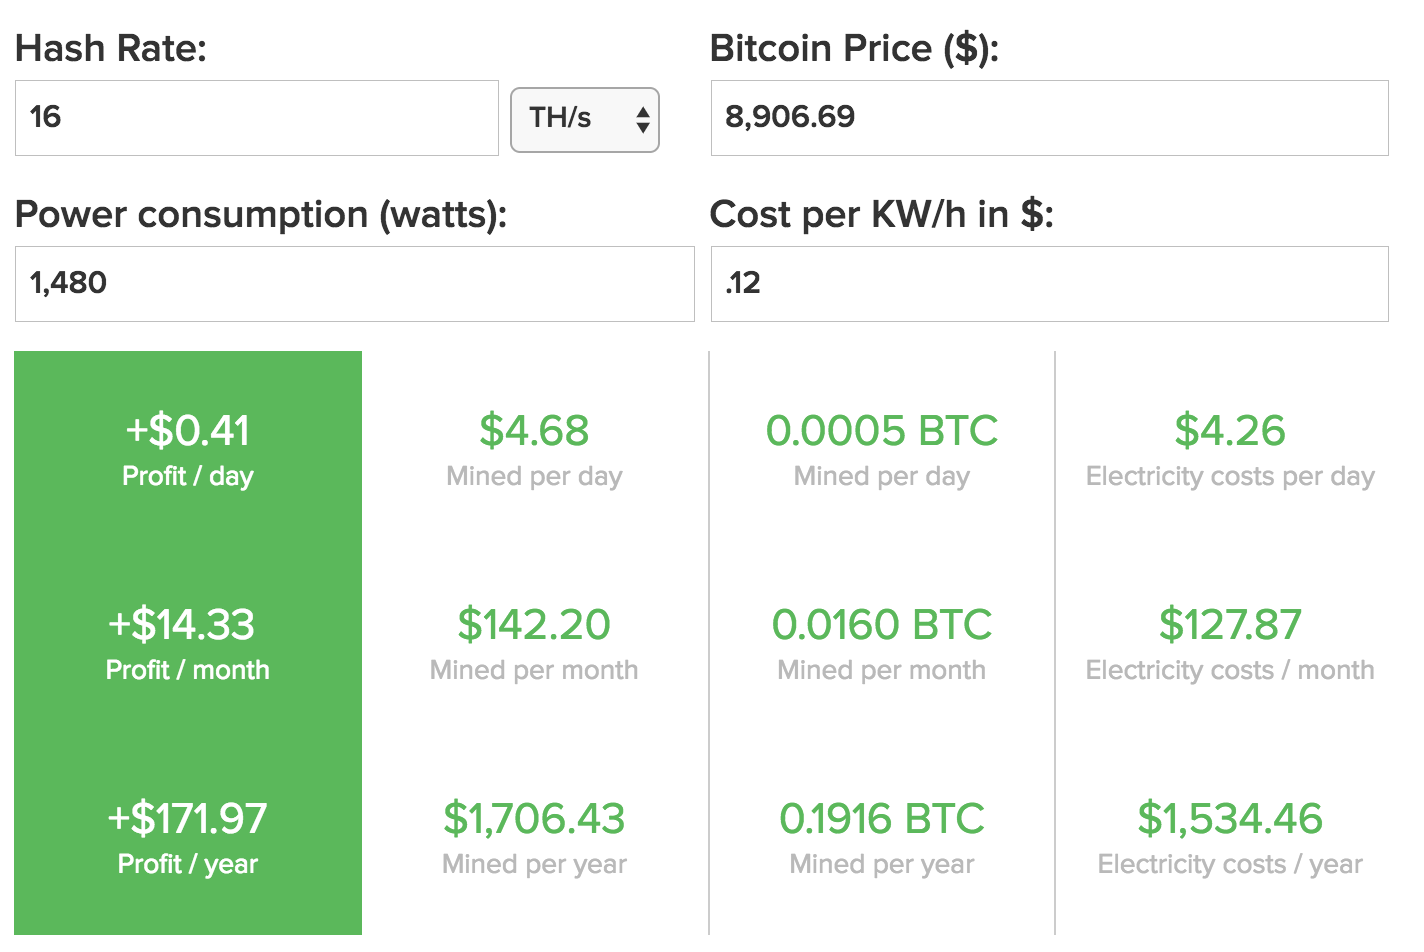 Hash Rate:
Bitcoin Price ($):
16
TH/s
8,906.69
Power consumption (watts):
Cost per KW/h in $:
1,480
.12
+$0.41
$4.68
0.0005 BTC
$4.26
Profit / day
Mined per day
Mined per day
Electricity costs per day
+$14.33
$142.20
0.0160 BTC
$127.87
Profit / month
Mined per month
Mined per month
Electricity costs / month
+$171.97
$1,706.43
0.1916 BTC
$1,534.46
Profit / year
Mined per year
Mined per year
Electricity costs / year